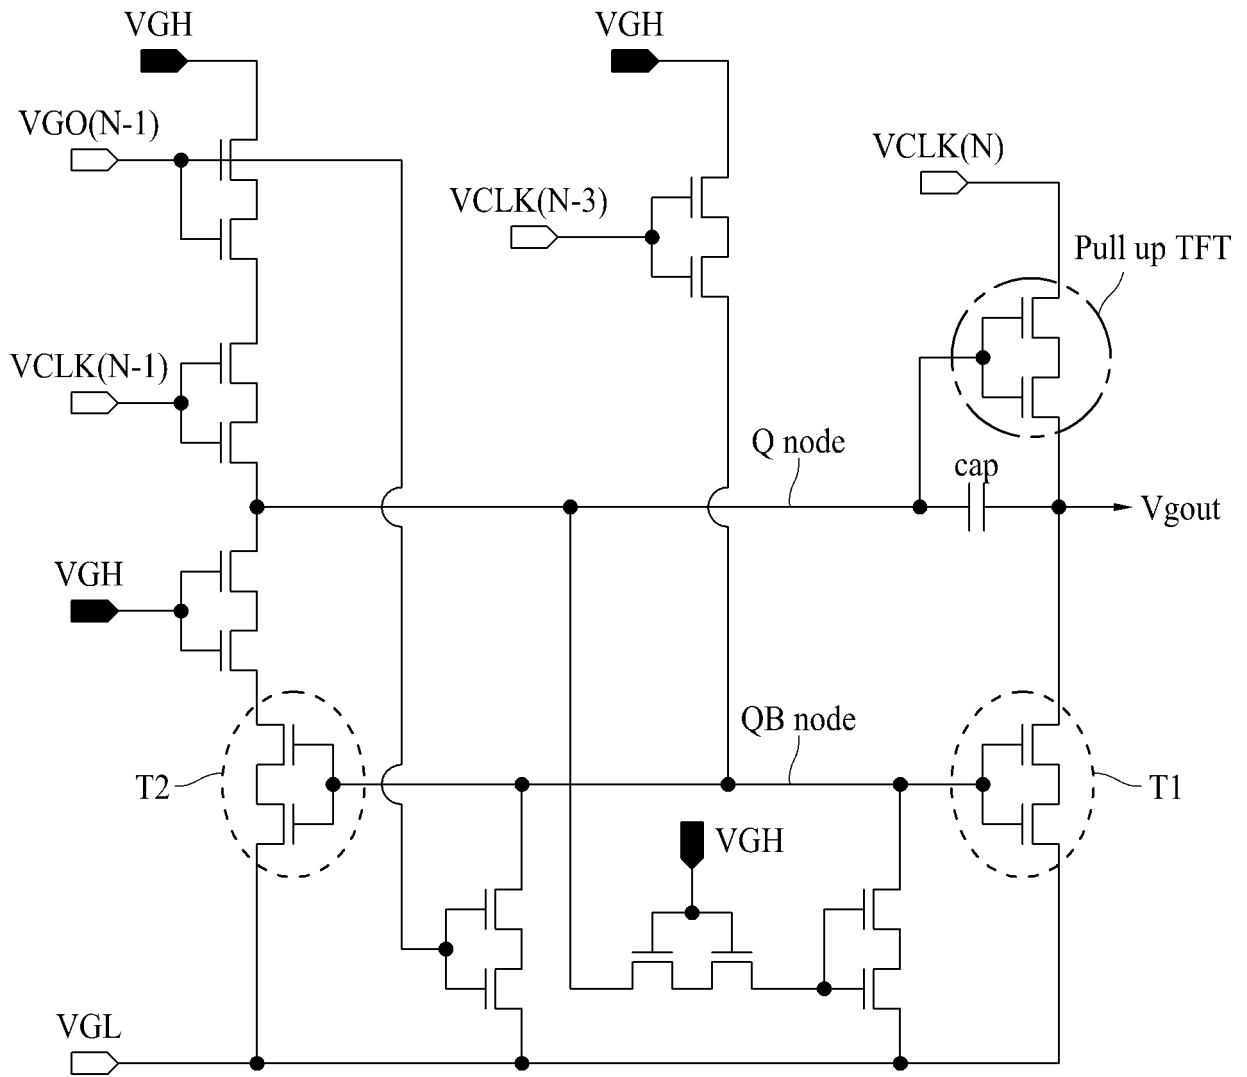 VGH
VGH
VGO(N-1)
VCLK(N)
VCLK(N-3)
Pull up TFT
VCLK(N-1)
Q node
cap
Vgout
VGH
QB node
T2
T1
VGH
VGL